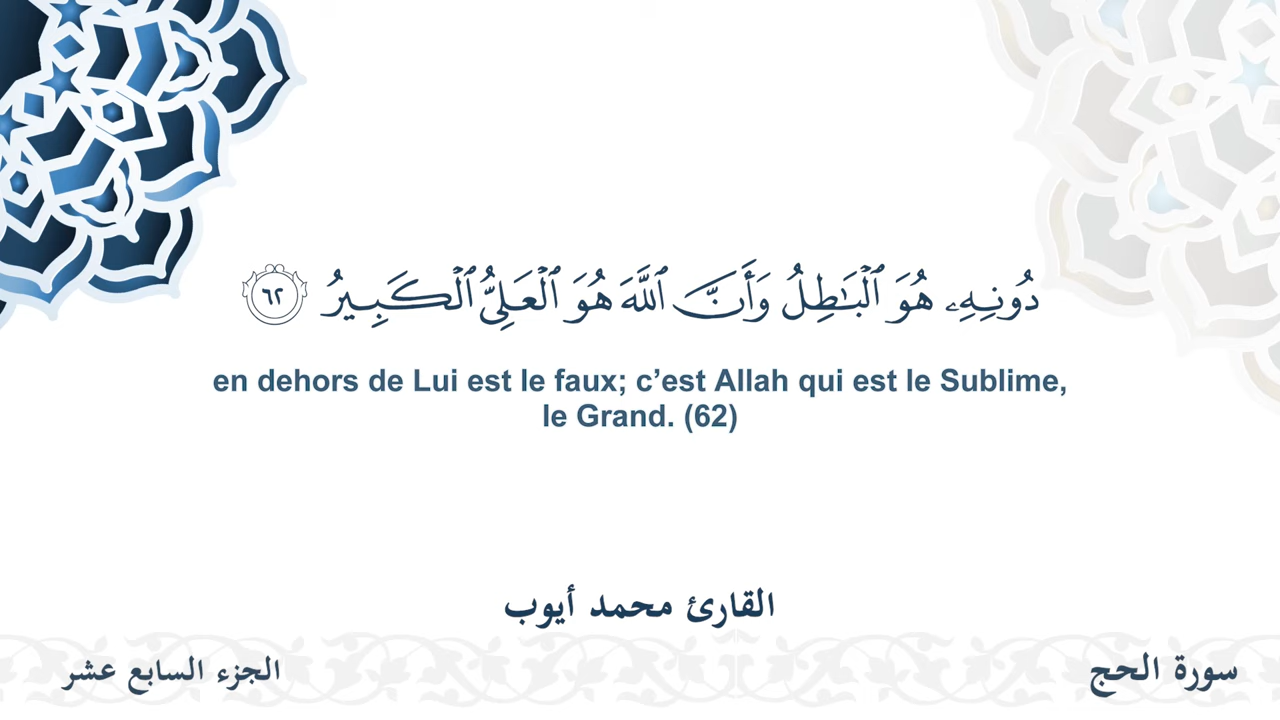 دُونِهِۦ هُوَ ٱلْبَٰطِلُ وَأَنَّ ٱللَّهَ هُوَ ٱلْعَلِىُّ ٱلْكَبِيرُ ٦٢
en dehors de Lui est le faux; c’est Allah qui est le Sublime,
le Grand. (62)
القارئ محمد أيوب
سورة الحج
الجزء السابع عشر